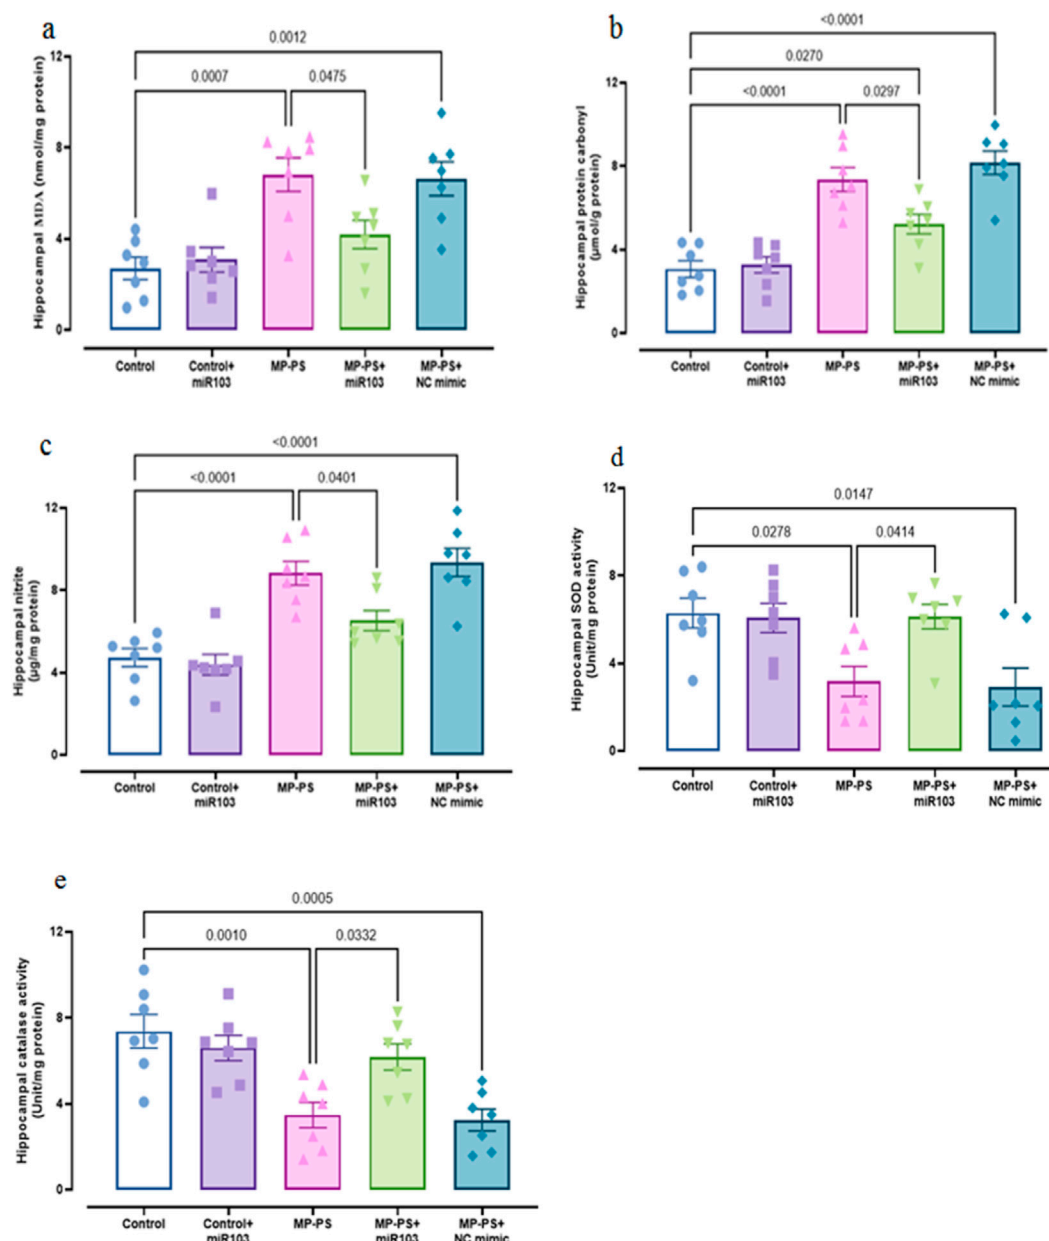 a
0.0012
0.0007
0.0475
Hippocampal MDA (nmol/mg protein)
12
8
4
0
Control
Control+
miR103
MP-PS
MP-PS+
miR103
MP-PS+
NC mimic
b
<0.0001
0.0270
<0.0001
0.0297
Hippocampal protein carbonyl
(µmol/g protein)
12
8
4
0
Control
Control+
miR103
MP-PS
MP-PS+
miR103
MP-PS+
NC mimic
c
<0.0001
<0.0001
0.0401
Hippocampal nitrite
(µg/mg protein)
12
8
4
0
Control
Control+
miR103
MP-PS
MP-PS+
miR103
MP-PS+
NC mimic
d
0.0147
0.0278
0.0414
Hippocampal SOD activity
(Unit/mg protein)
12
8
4
0
Control
Control+
miR103
MP-PS
MP-PS+
miR103
MP-PS+
NC mimic
e
0.0005
0.0010
0.0332
Hippocampal catalase activity
(Unit/mg protein)
12
8
4
0
Control
Control+
miR103
MP-PS
MP-PS+
miR103
MP-PS+
NC mimic